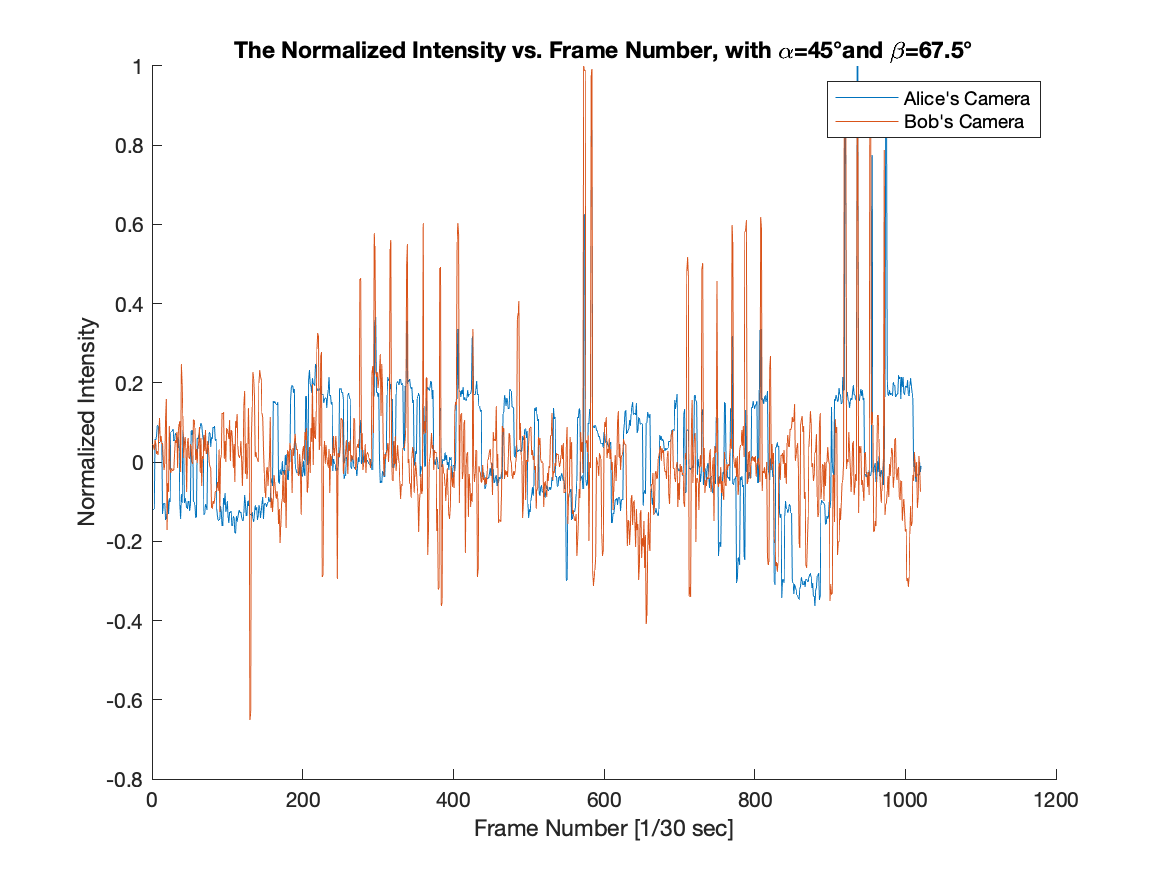 The Normalized Intensity vs. Frame Number, with α=45°and β=67.5°
Alice's Camera
Bob's Camera
Normalized Intensity
1
0.8
0.6
0.4
0.2
0
-0.2
-0.4
-0.6
-0.8
0 200 400 600 800 1000 1200
Frame Number [1/30 sec]